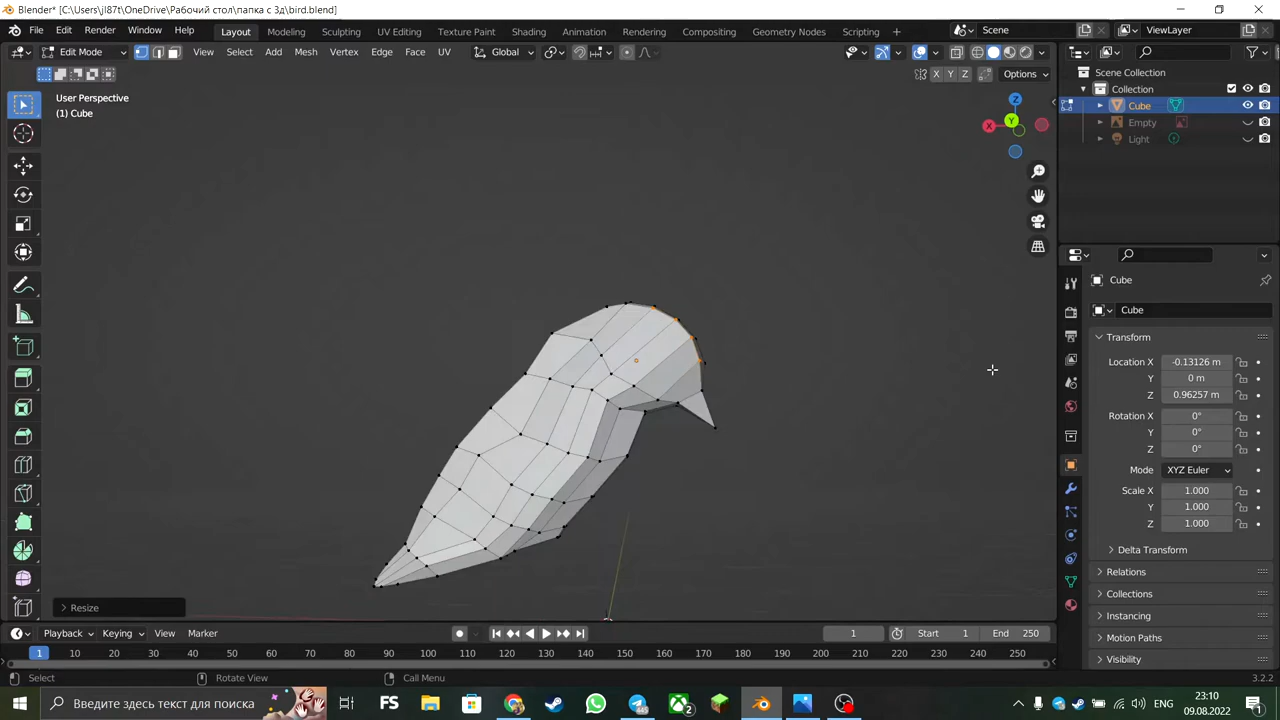 Blender* [C:\Users\jl87t\OneDrive\Рабочий стол\папка с 3д\bird.blend]
File Edit Render Window Help Layout Modeling Sculpting UV Editing Texture Paint Shading Animation Rendering Compositing Geometry Nodes Scripting Scene ViewLayer
Edit Mode View Select Add Mesh Vertex Edge Face UV Global
X Y Z Options
Scene Collection
Collection
User Perspective
(1) Cube
Cube
Empty
Light
Z
X
Y
Cube
Cube
Transform
Location X -0.13126 m
Y 0 m
Z 0.96257 m
Rotation X 0°
Y 0°
Z 0°
Mode XYZ Euler
Scale X 1.000
Y 1.000
Z 1.000
Delta Transform
Relations
Collections
Instancing
Motion Paths
Visibility
Resize
Playback Keying View Marker 1 Start 1 End 250
1 10 20 30 40 50 60 70 80 90 100 110 120 130 140 150 160 170 180 190 200 210 220 230 240 250
Select Rotate View Call Menu 3.2.2
Введите здесь текст для поиска FS 2 ENG 23:10
09.08.2022